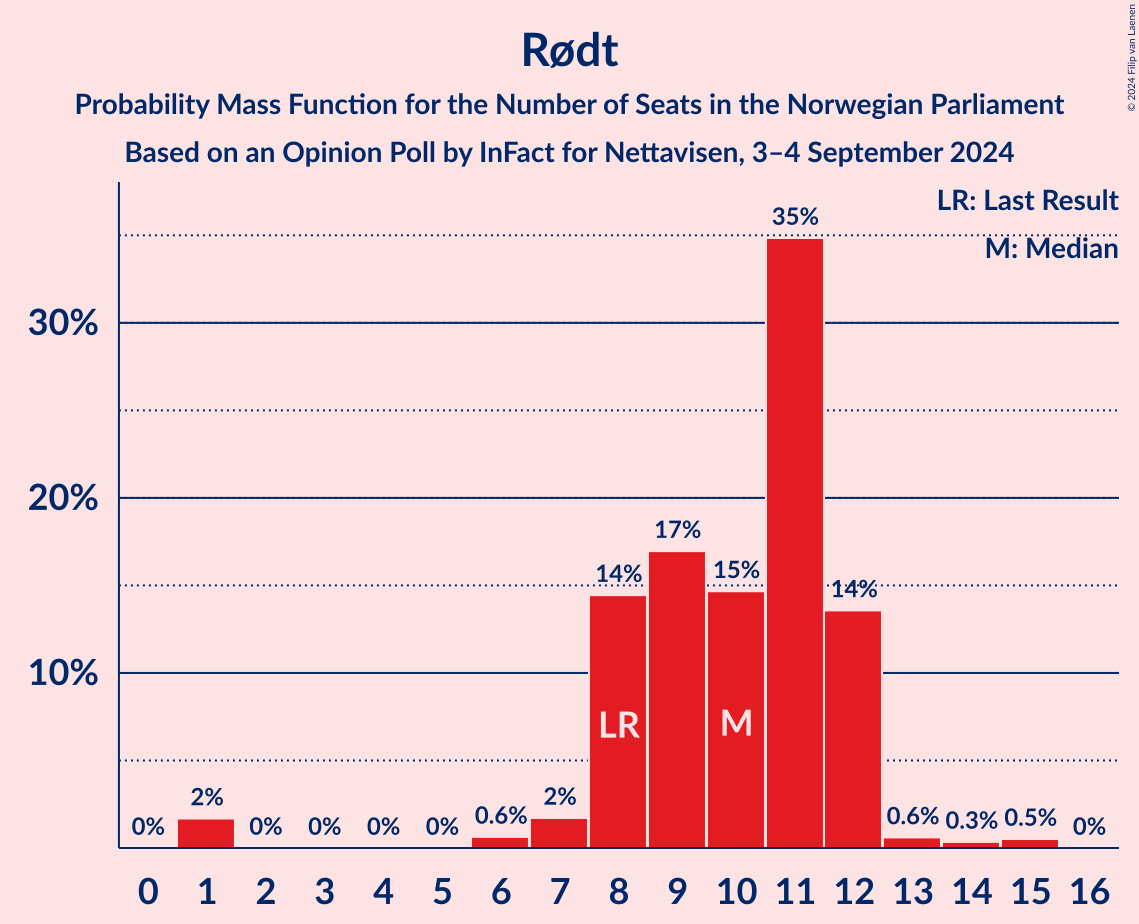 Rødt
Probability Mass Function for the Number of Seats in the Norwegian Parliament
Based on an Opinion Poll by InFact for Nettavisen, 3–4 September 2024
© 2024 Filip van Laenen
LR: Last Result
M: Median
30%
20%
10%
0%
2%
0%
0%
0%
0%
0.6%
2%
14%
17%
15%
35%
14%
0.6%
0.3%
0.5%
0%
LR
M
0 1 2 3 4 5 6 7 8 9 10 11 12 13 14 15 16